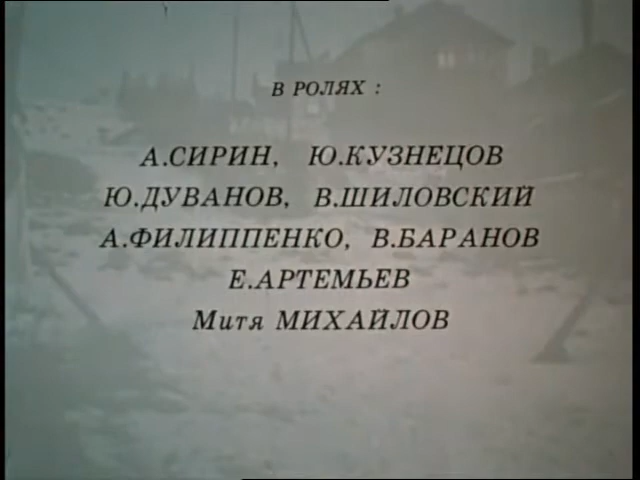 В РОЛЯХ :
А.СИРИН, Ю.КУЗНЕЦОВ
Ю.ДУВАНОВ, В.ШИЛОВСКИЙ
А.ФИЛИППЕНКО, В.БАРАНОВ
Е.АРТЕМЬЕВ
Митя МИХАЙЛОВ